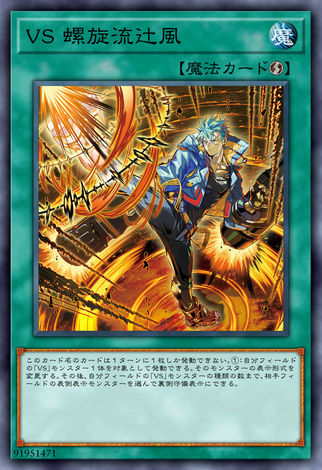 VS 螺旋流辻風
魔
【魔法カード】
このカード名のカードは1ターンに1枚しか発動できない。①:自分フィールド
の「VS」モンスター1体を対象として発動できる。そのモンスターの表示形式を
変更する。その後、自分フィールドの「VS」モンスターの種類の数まで、相手フィ
ールドの表側表示モンスターを選んで裏側守備表示にできる。
91951471